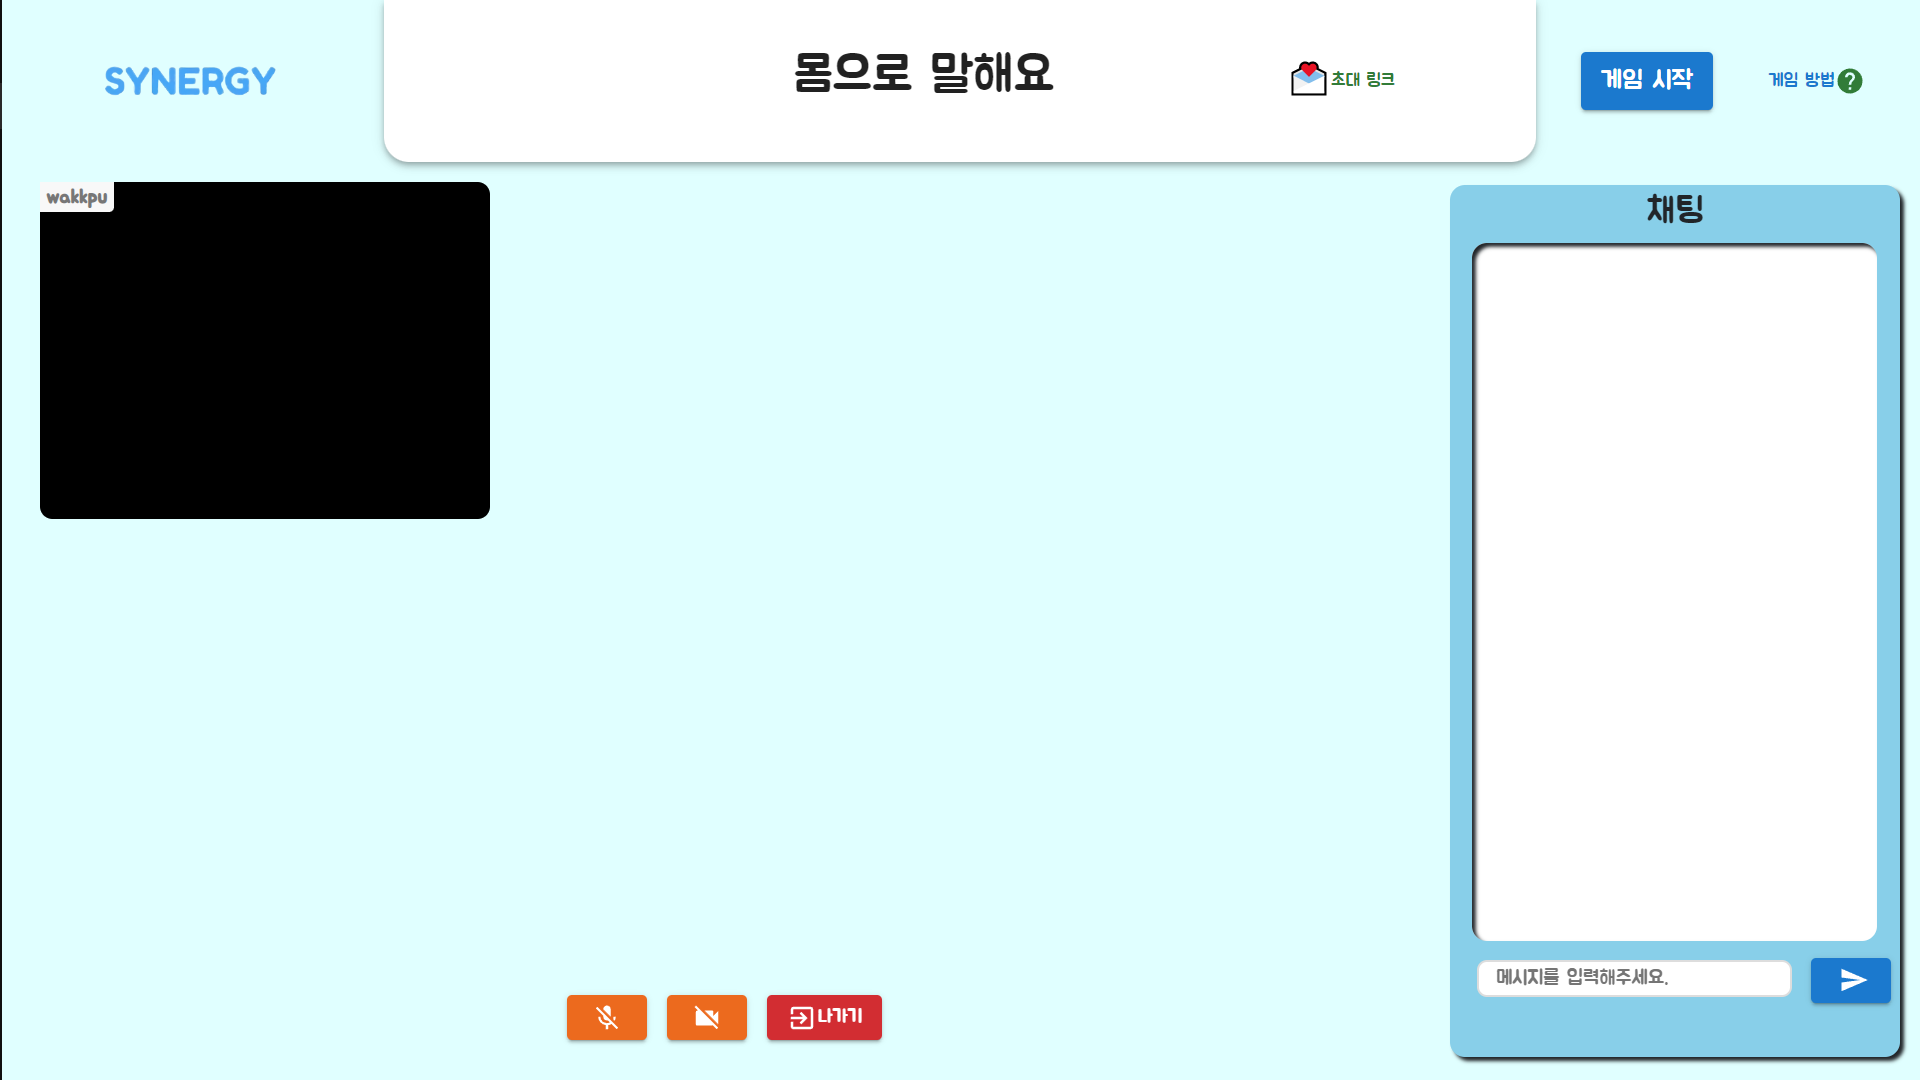 SYNERGY
몸으로 말해요
초대 링크
게임 시작
게임 방법
wakkpu
채팅
메시지를 입력해주세요.
나가기